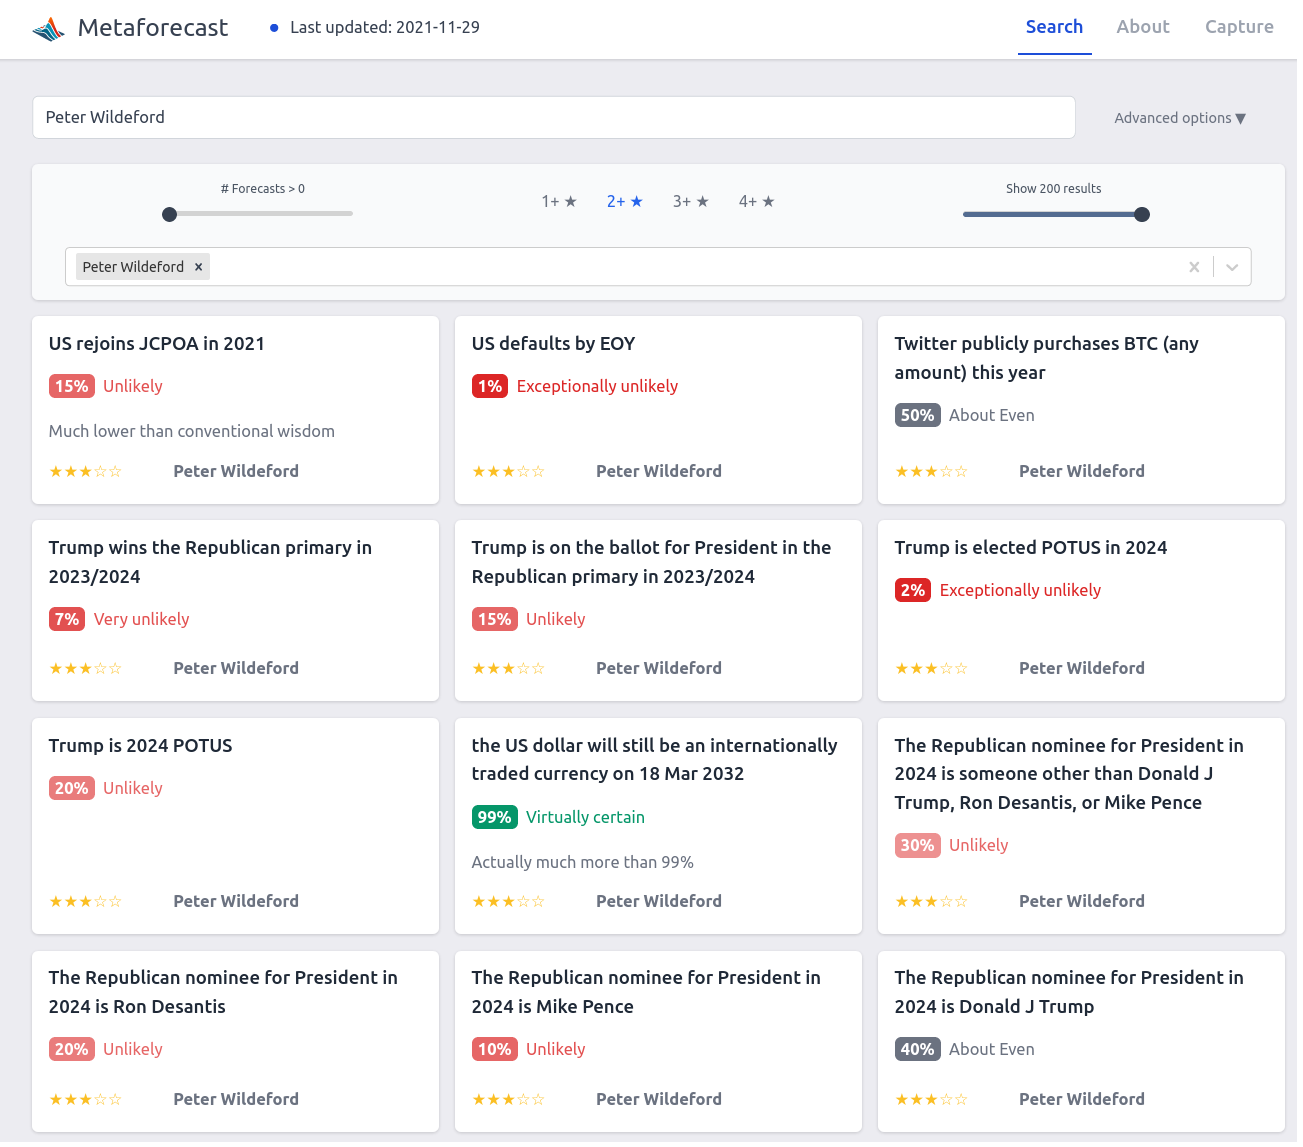 Metaforecast
Last updated: 2021-11-29
Search
About
Capture
Peter Wildeford
Advanced options ▼
# Forecasts > 0
1+ ★
2+ ★
3+ ★
4+ ★
Show 200 results
Peter Wildeford ×
US rejoins JCPOA in 2021
15% Unlikely
Much lower than conventional wisdom
★★★☆☆ Peter Wildeford
US defaults by EOY
1% Exceptionally unlikely
★★★☆☆ Peter Wildeford
Twitter publicly purchases BTC (any
amount) this year
50% About Even
★★★☆☆ Peter Wildeford
Trump wins the Republican primary in
2023/2024
7% Very unlikely
★★★☆☆ Peter Wildeford
Trump is on the ballot for President in the
Republican primary in 2023/2024
15% Unlikely
★★★☆☆ Peter Wildeford
Trump is elected POTUS in 2024
2% Exceptionally unlikely
★★★☆☆ Peter Wildeford
Trump is 2024 POTUS
20% Unlikely
★★★☆☆ Peter Wildeford
the US dollar will still be an internationally
traded currency on 18 Mar 2032
99% Virtually certain
Actually much more than 99%
★★★☆☆ Peter Wildeford
The Republican nominee for President in
2024 is someone other than Donald J
Trump, Ron Desantis, or Mike Pence
30% Unlikely
★★★☆☆ Peter Wildeford
The Republican nominee for President in
2024 is Ron Desantis
20% Unlikely
★★★☆☆ Peter Wildeford
The Republican nominee for President in
2024 is Mike Pence
10% Unlikely
★★★☆☆ Peter Wildeford
The Republican nominee for President in
2024 is Donald J Trump
40% About Even
★★★☆☆ Peter Wildeford